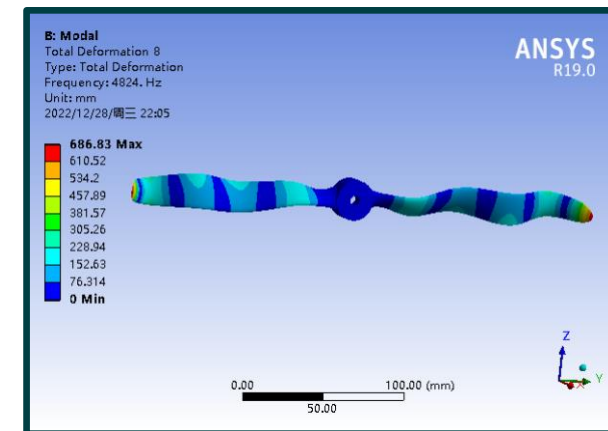 B: Modal
Total Deformation 8
Type: Total Deformation
Frequency: 4824. Hz
Unit: mm
2022/12/28/周三 22:05
ANSYS
R19.0
686.83 Max
610.52
534.2
457.89
381.57
305.26
228.94
152.63
76.314
0 Min
0.00
100.00 (mm)
50.00
Z
Y
X